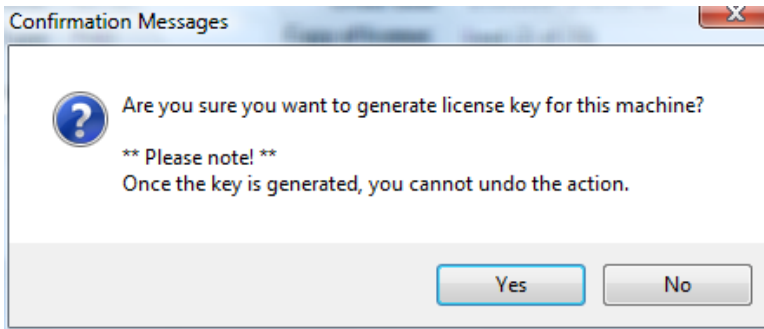 Confirmation Messages
Are you sure you want to generate license key for this machine?
** Please note! **
Once the key is generated, you cannot undo the action.
Yes
No